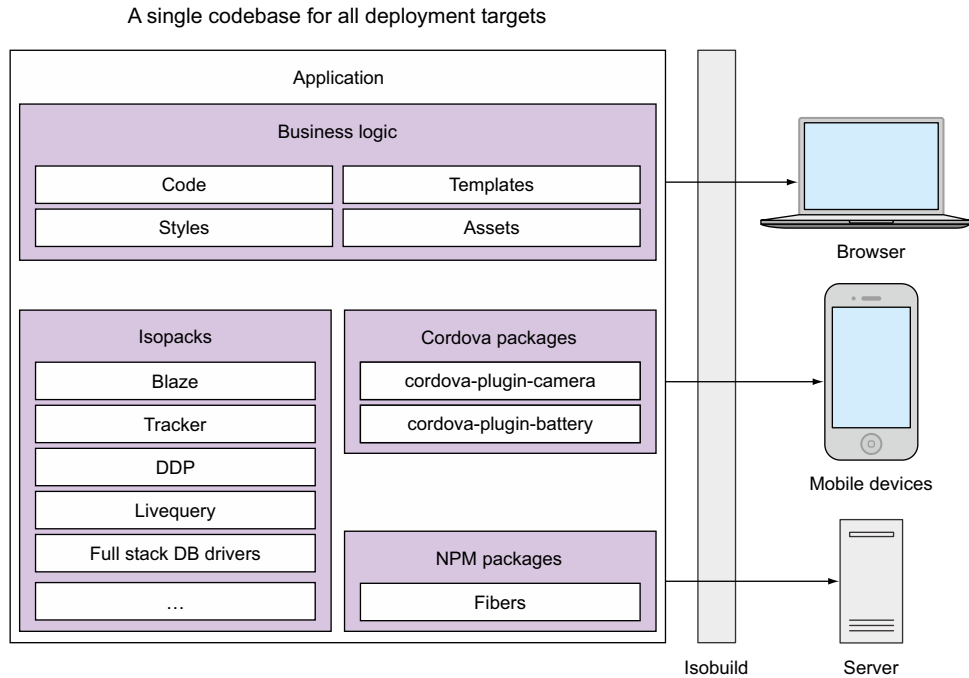 A single codebase for all deployment targets
Application
Business logic
Code
Templates
Styles
Assets
Isopacks
Blaze
Tracker
DDP
Livequery
Full stack DB drivers
…
Cordova packages
cordova-plugin-camera
cordova-plugin-battery
NPM packages
Fibers
Isobuild
Browser
Mobile devices
Server